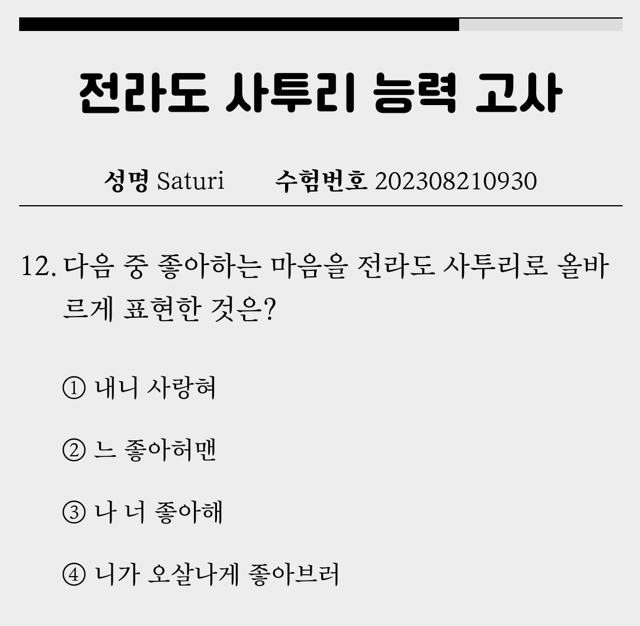 전라도 사투리 능력 고사
성명 Saturi 수험번호 202308210930
12. 다음 중 좋아하는 마음을 전라도 사투리로 올바
르게 표현한 것은?
① 내니 사랑혀
② 느 좋아허맨
③ 나 너 좋아해
④ 니가 오살나게 좋아브러